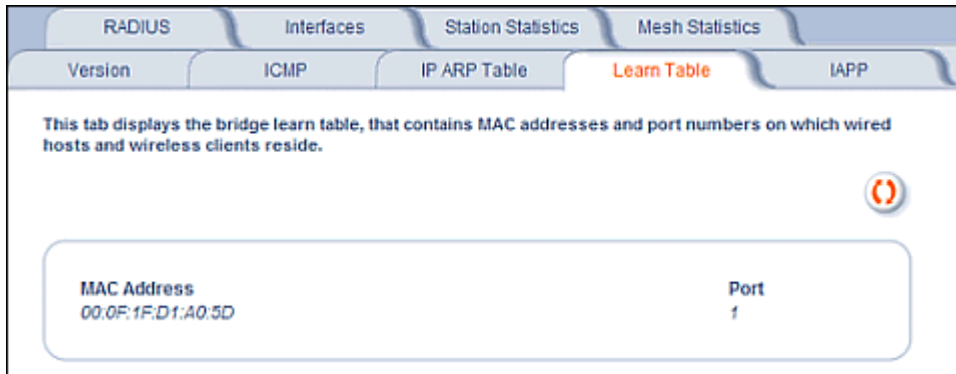 RADIUS Interfaces Station Statistics Mesh Statistics
Version ICMP IP ARP Table Learn Table IAPP
This tab displays the bridge learn table, that contains MAC addresses and port numbers on which wired
hosts and wireless clients reside.
MAC Address Port
00:0F:1F:D1:A0:5D 1